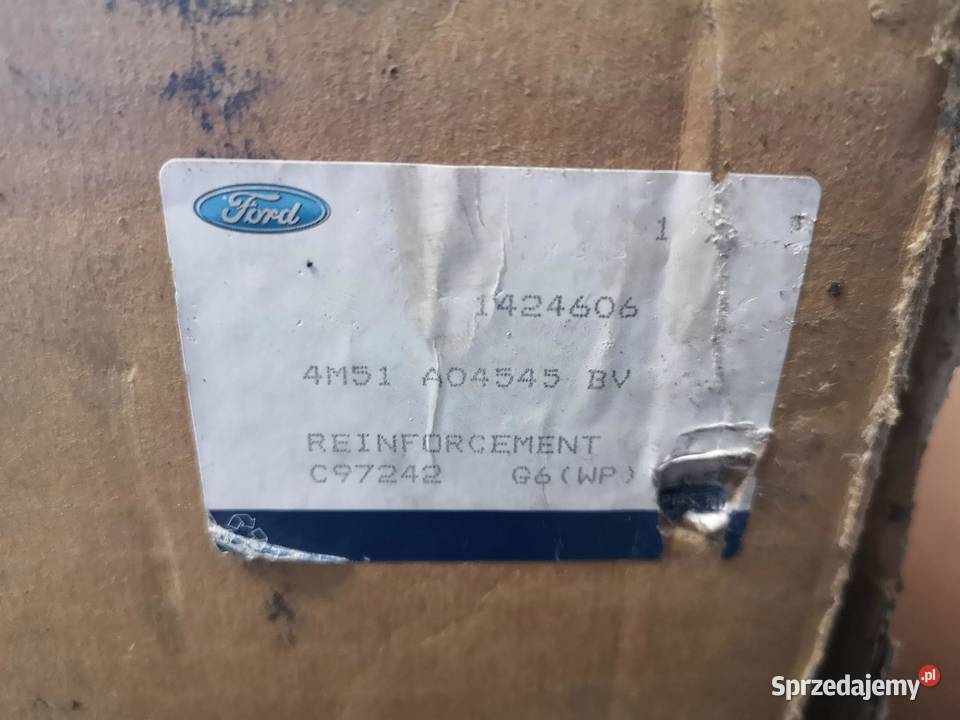 Ford
1
1424606
4M51 A04545 BV
REINFORCEMENT
C97242 G6(WP)
Sprzedajemy.pl